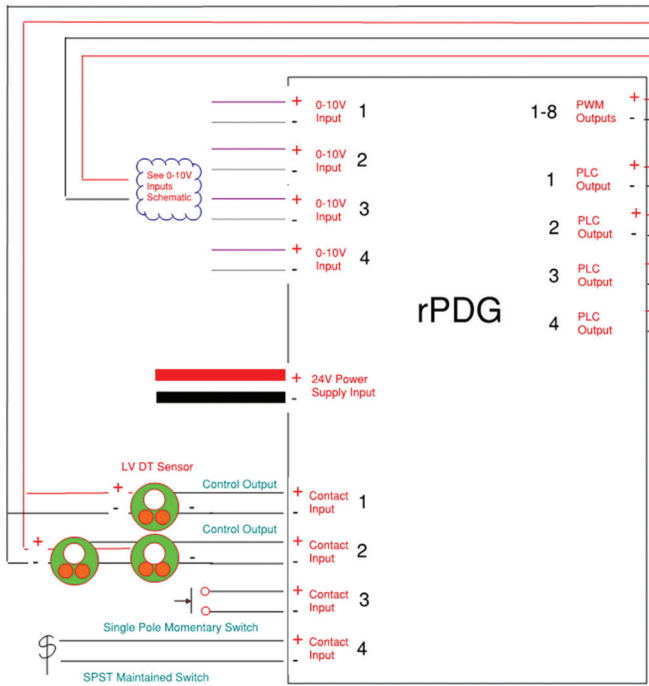 + 0-10V
- Input 1
+ 0-10V
- Input 2
See 0-10V
Inputs
Schematic
+ 0-10V
- Input 3
+ 0-10V
- Input 4
1-8 PWM +
Outputs -
1 PLC +
Output -
2 PLC +
Output -
3 PLC +
Output
4 PLC +
Output
rPDG
+ 24V Power
- Supply Input
LV DT Sensor
Control Output
+ + Contact 1
- - - Input
Control Output
+ + Contact 2
- - - Input
+ Contact 3
- Input
Single Pole Momentary Switch
+ Contact 4
- Input
$
SPST Maintained Switch